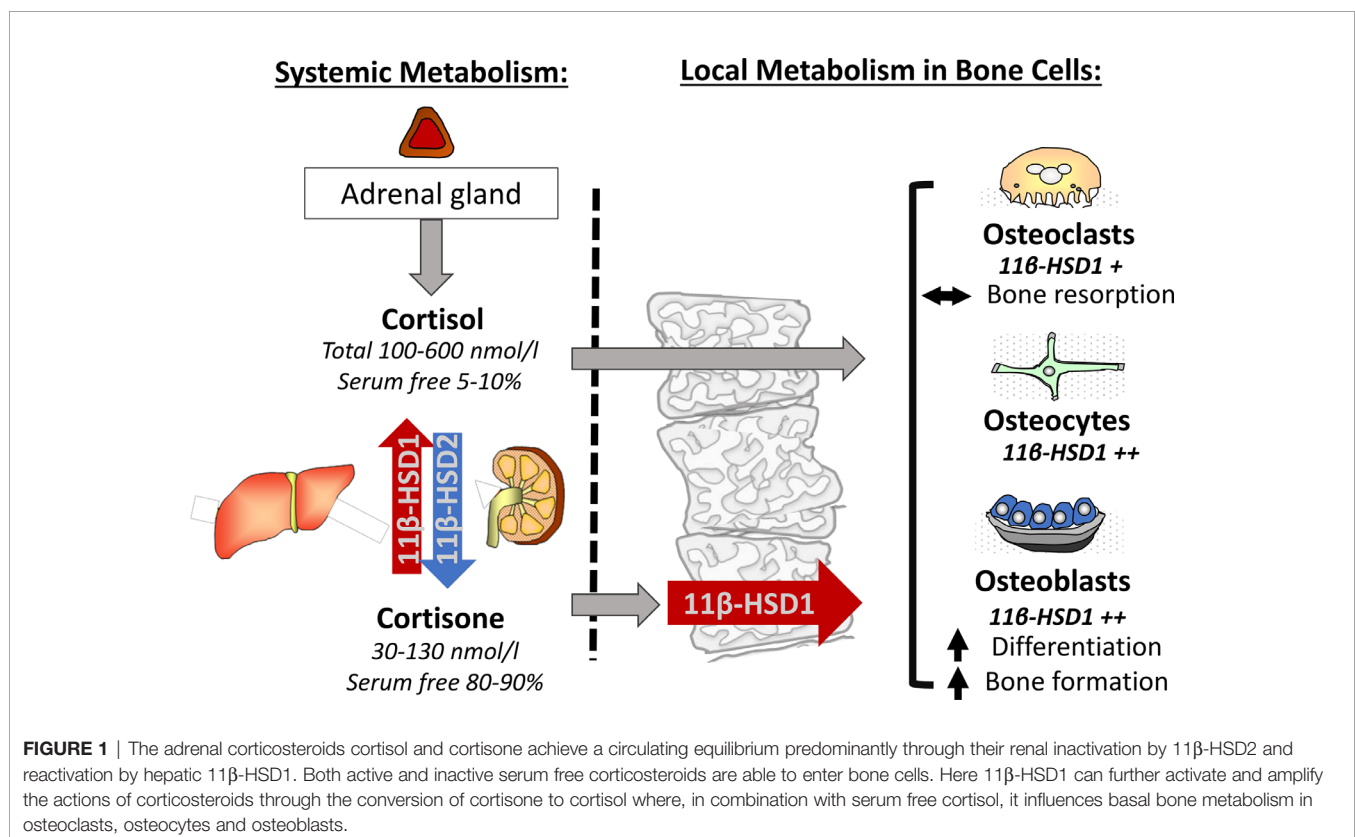 Systemic Metabolism:
Adrenal gland
Cortisol
Total 100-600 nmol/l
Serum free 5-10%
11β-HSD1
11β-HSD2
Cortisone
30-130 nmol/l
Serum free 80-90%
Local Metabolism in Bone Cells:
11β-HSD1
Osteoclasts
11β-HSD1 +
Bone resorption
Osteocytes
11β-HSD1 ++
Osteoblasts
11β-HSD1 ++
Differentiation
Bone formation
FIGURE 1 | The adrenal corticosteroids cortisol and cortisone achieve a circulating equilibrium predominantly through their renal inactivation by 11β-HSD2 and
reactivation by hepatic 11β-HSD1. Both active and inactive serum free corticosteroids are able to enter bone cells. Here 11β-HSD1 can further activate and amplify
the actions of corticosteroids through the conversion of cortisone to cortisol where, in combination with serum free cortisol, it influences basal bone metabolism in
osteoclasts, osteocytes and osteoblasts.